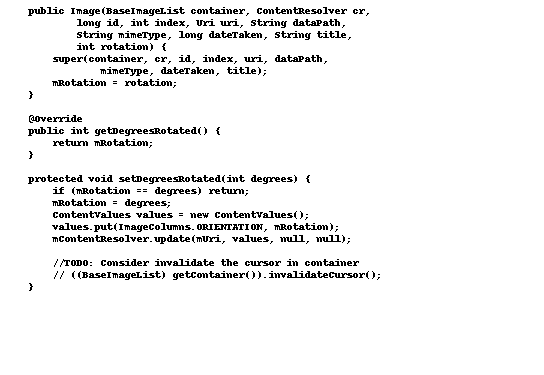 public Image(BaseImageList container, ContentResolver cr,
        long id, int index, Uri uri, String dataPath,
        String mimeType, long dateTaken, String title,
        int rotation) {
    super(container, cr, id, index, uri, dataPath,
            mimeType, dateTaken, title);
    mRotation = rotation;
}

@Override
public int getDegreesRotated() {
    return mRotation;
}

protected void setDegreesRotated(int degrees) {
    if (mRotation == degrees) return;
    mRotation = degrees;
    ContentValues values = new ContentValues();
    values.put(ImageColumns.ORIENTATION, mRotation);
    mContentResolver.update(mUri, values, null, null);

    //TODO: Consider invalidate the cursor in container
    // ((BaseImageList) getContainer()).invalidateCursor();
}